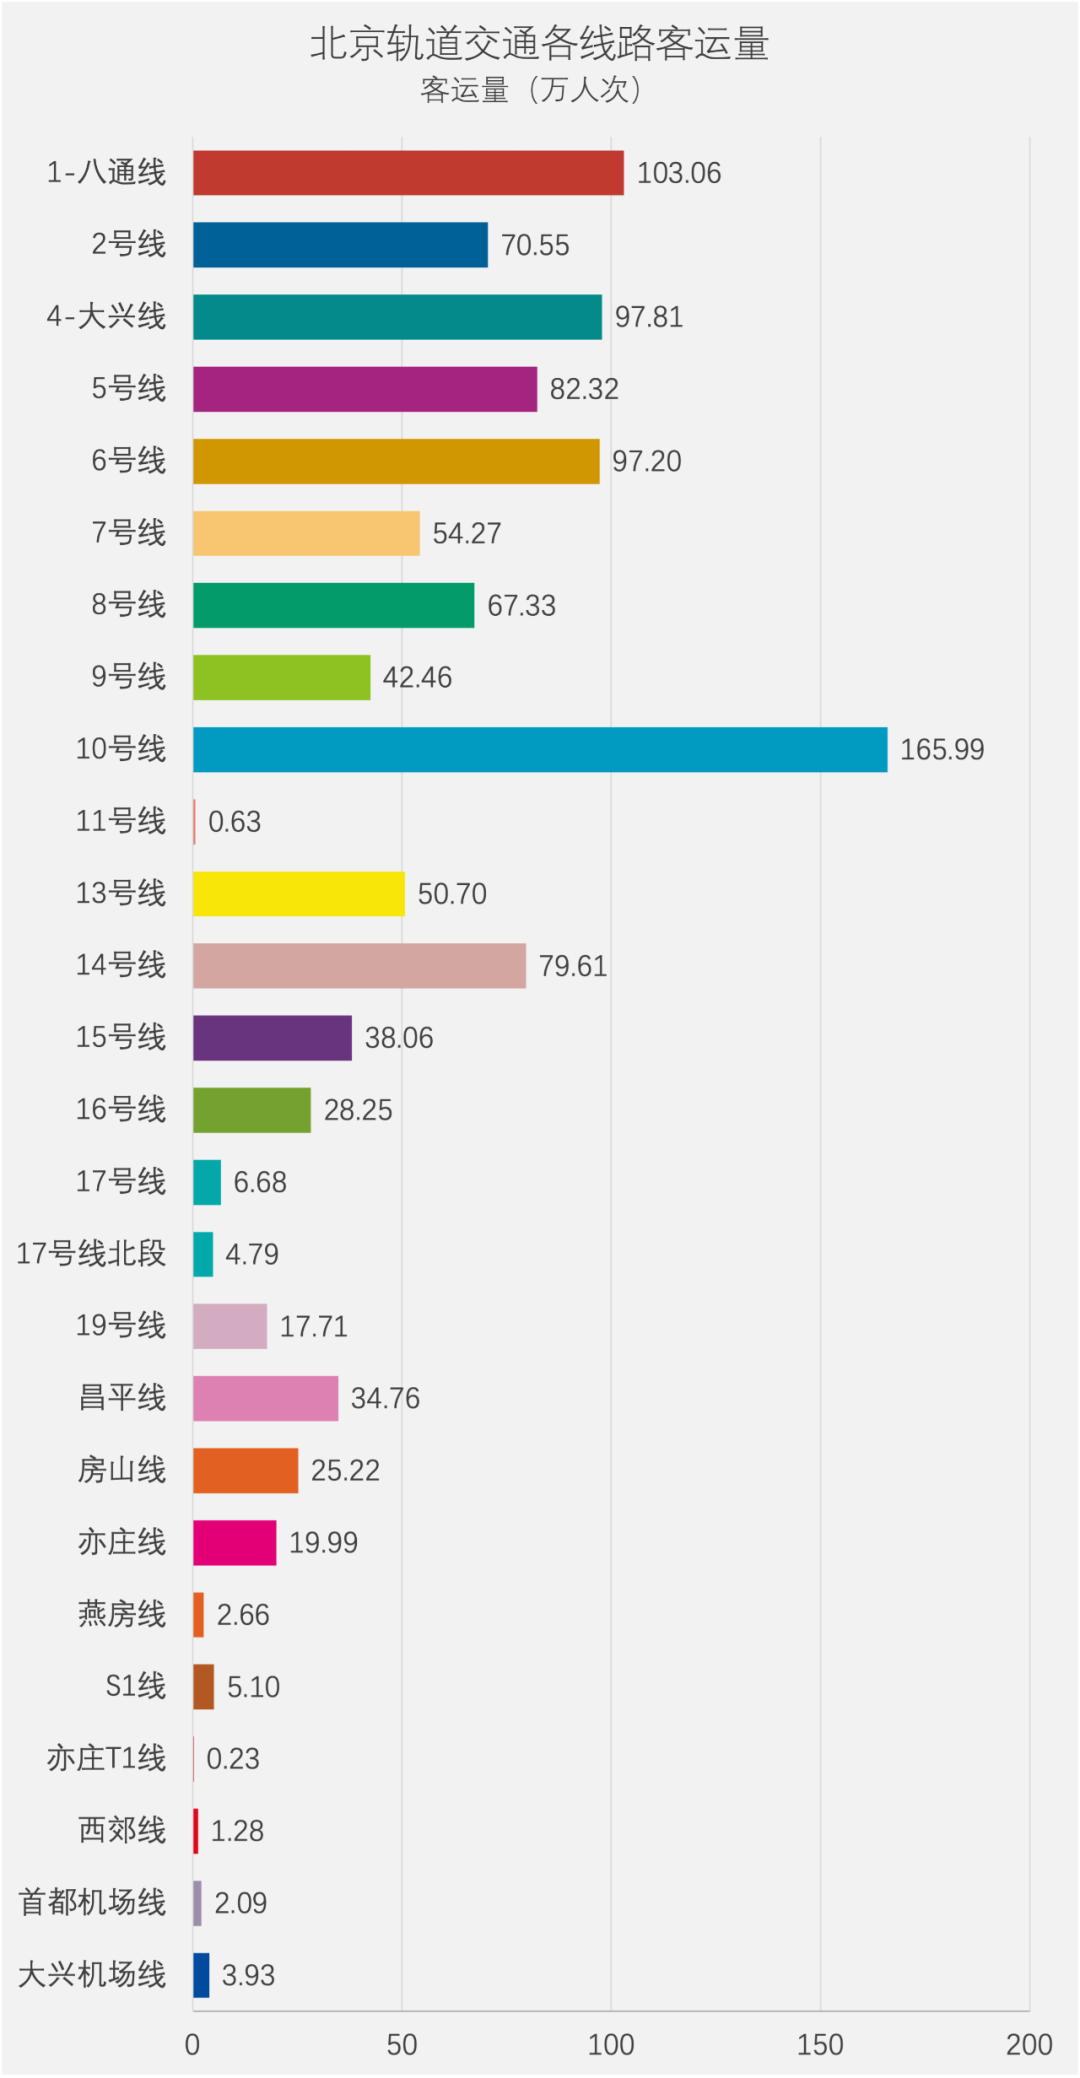 北京轨道交通各线路客运量
客运量（万人次）
1-八通线 103.06
2号线 70.55
4-大兴线 97.81
5号线 82.32
6号线 97.20
7号线 54.27
8号线 67.33
9号线 42.46
10号线 165.99
11号线 0.63
13号线 50.70
14号线 79.61
15号线 38.06
16号线 28.25
17号线 6.68
17号线北段 4.79
19号线 17.71
昌平线 34.76
房山线 25.22
亦庄线 19.99
燕房线 2.66
S1线 5.10
亦庄T1线 0.23
西郊线 1.28
首都机场线 2.09
大兴机场线 3.93
0 50 100 150 200